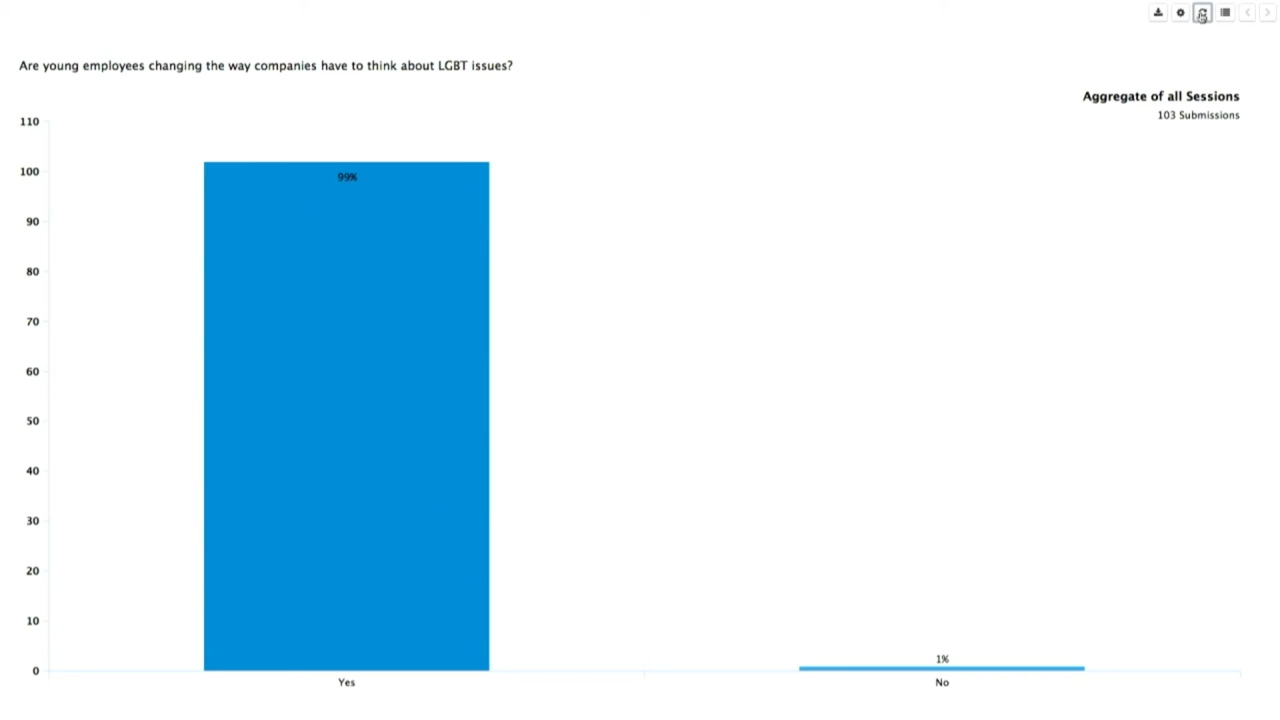 Are young employees changing the way companies have to think about LGBT issues?
Aggregate of all Sessions
103 Submissions
110
100
90
80
70
60
50
40
30
20
10
0
99%
1%
Yes
No